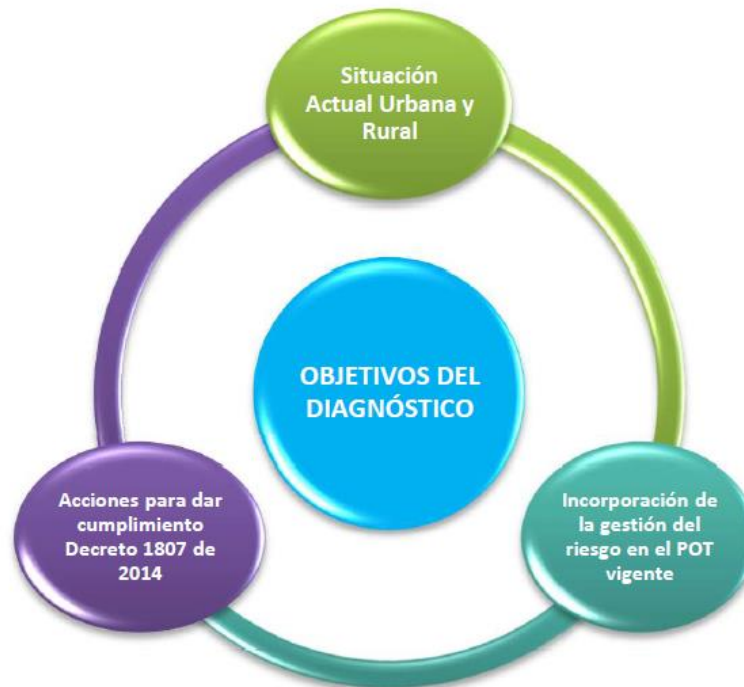 Situación
Actual Urbana y
Rural
OBJETIVOS DEL
DIAGNÓSTICO
Acciones para dar
cumplimiento
Decreto 1807 de
2014
Incorporación de
la gestión del
riesgo en el POT
vigente